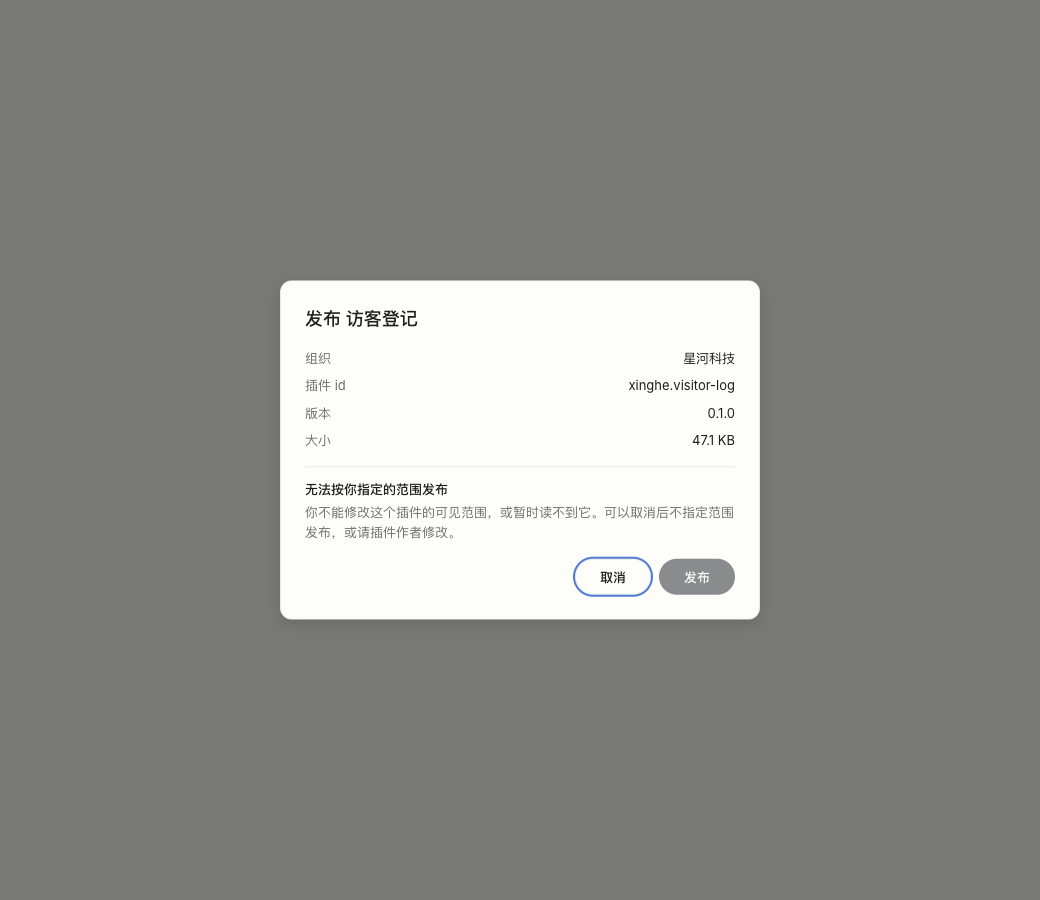 发布 访客登记
组织 星河科技
插件 id xinghe.visitor-log
版本 0.1.0
大小 47.1 KB
无法按你指定的范围发布
你不能修改这个插件的可见范围，或暂时读不到它。可以取消后不指定范围
发布，或请插件作者修改。
取消 发布